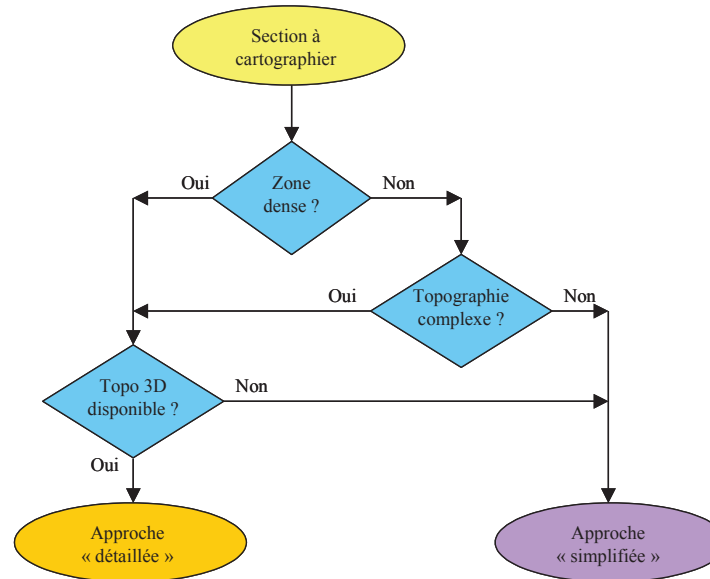 Section à
cartographier
Oui
Zone
dense ?
Non
Oui
Topographie
complexe ?
Non
Topo 3D
disponible ?
Non
Oui
Approche
« détaillée »
Approche
« simplifiée »